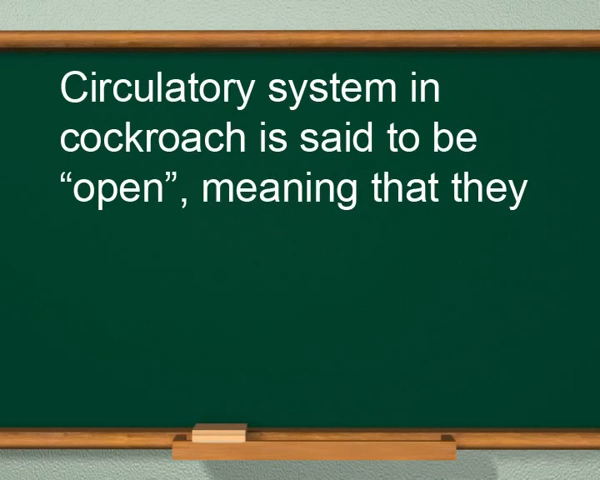 Circulatory system in
cockroach is said to be
“open”, meaning that they